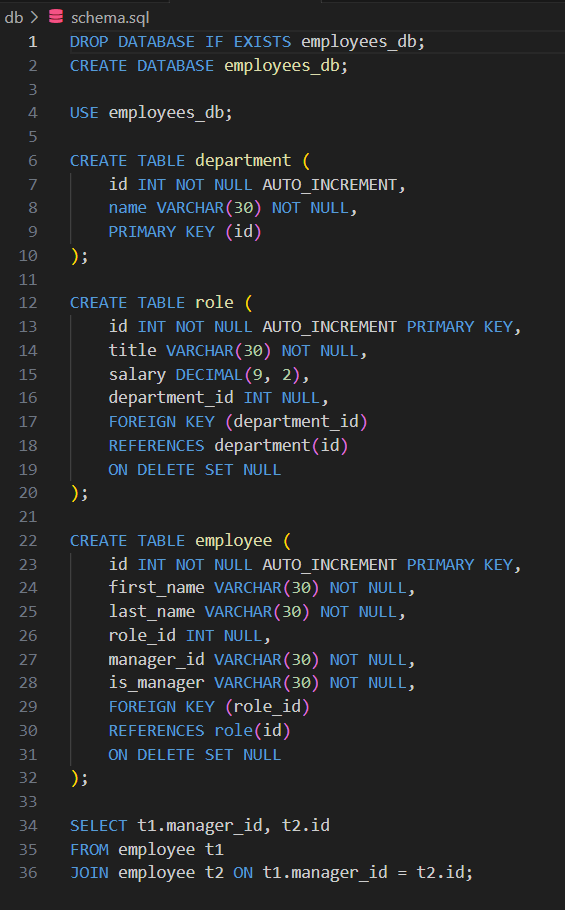 db > schema.sql
1 DROP DATABASE IF EXISTS employees_db;
2 CREATE DATABASE employees_db;
3
4 USE employees_db;
5
6 CREATE TABLE department (
7     id INT NOT NULL AUTO_INCREMENT,
8     name VARCHAR(30) NOT NULL,
9     PRIMARY KEY (id)
10 );
11
12 CREATE TABLE role (
13     id INT NOT NULL AUTO_INCREMENT PRIMARY KEY,
14     title VARCHAR(30) NOT NULL,
15     salary DECIMAL(9, 2),
16     department_id INT NULL,
17     FOREIGN KEY (department_id)
18     REFERENCES department(id)
19     ON DELETE SET NULL
20 );
21
22 CREATE TABLE employee (
23     id INT NOT NULL AUTO_INCREMENT PRIMARY KEY,
24     first_name VARCHAR(30) NOT NULL,
25     last_name VARCHAR(30) NOT NULL,
26     role_id INT NULL,
27     manager_id VARCHAR(30) NOT NULL,
28     is_manager VARCHAR(30) NOT NULL,
29     FOREIGN KEY (role_id)
30     REFERENCES role(id)
31     ON DELETE SET NULL
32 );
33
34 SELECT t1.manager_id, t2.id
35 FROM employee t1
36 JOIN employee t2 ON t1.manager_id = t2.id;